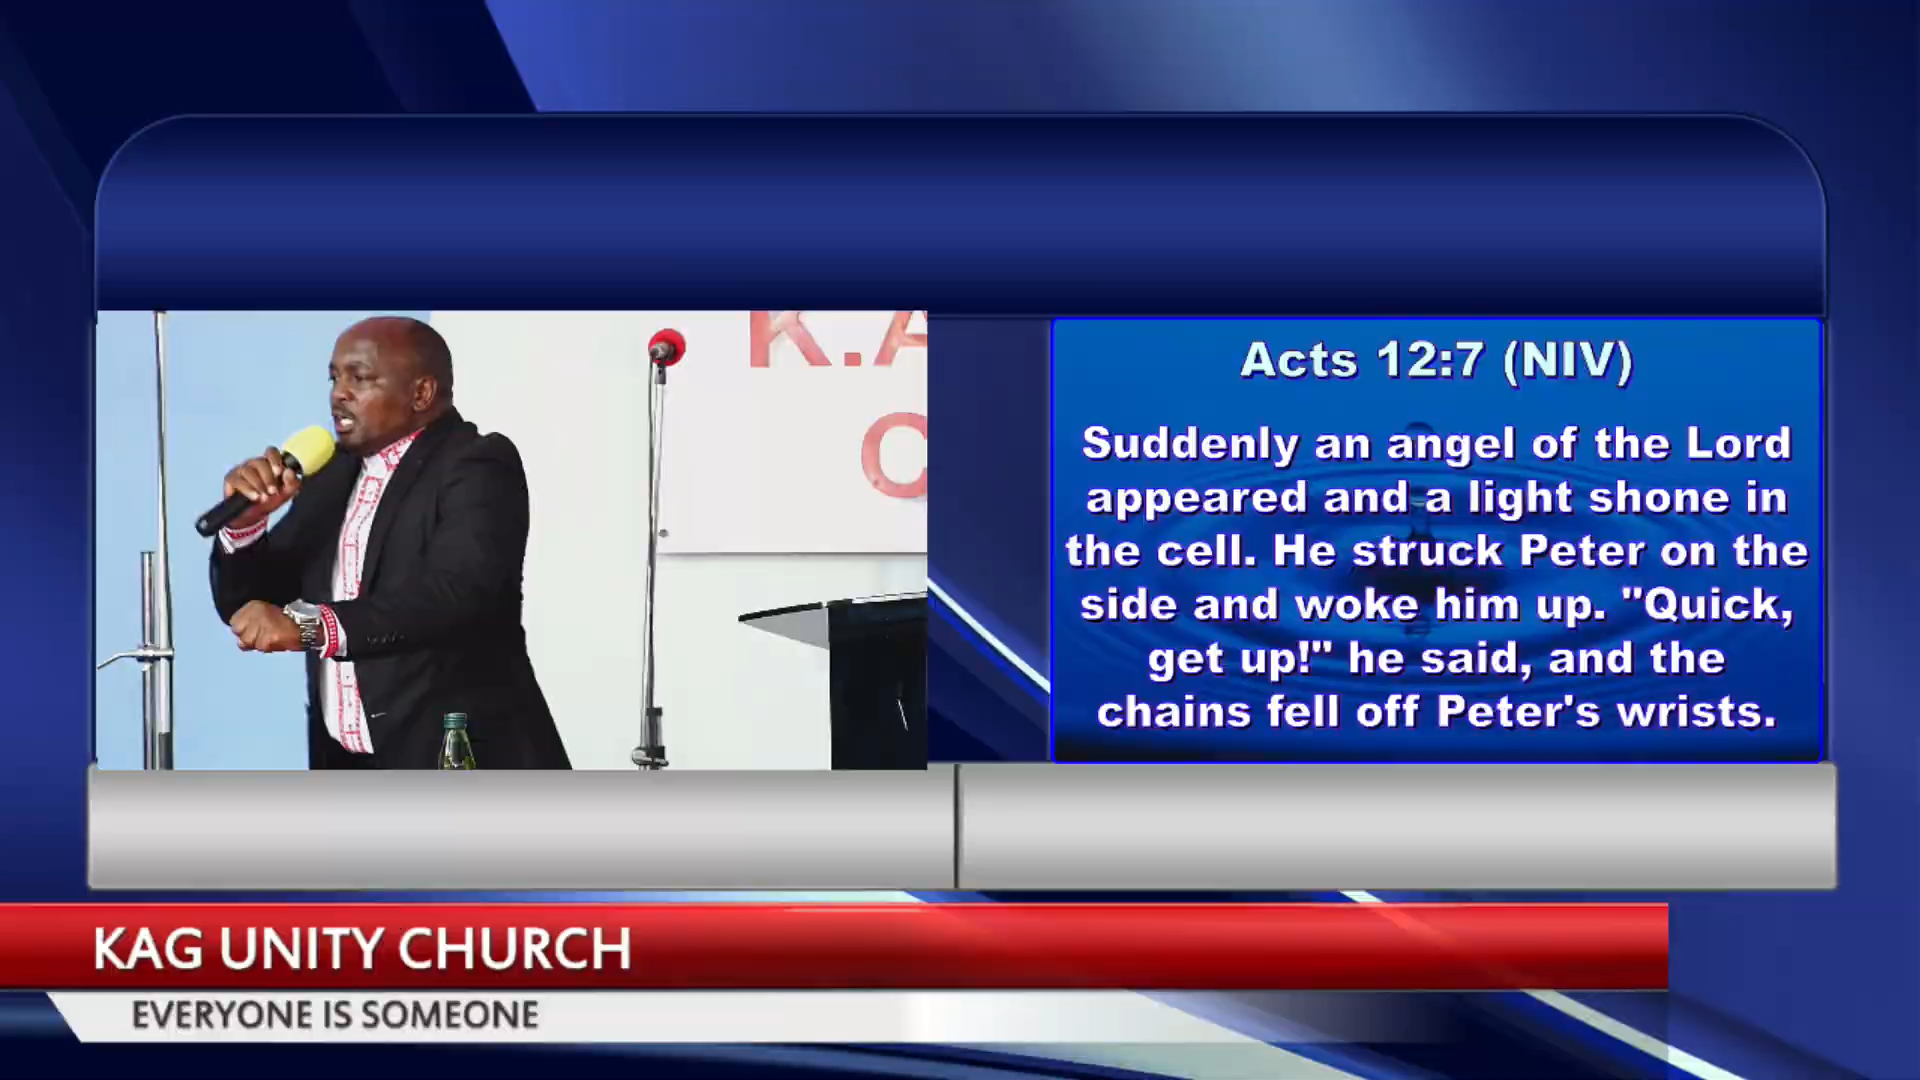 K.A
C
Acts 12:7 (NIV)
Suddenly an angel of the Lord
appeared and a light shone in
the cell. He struck Peter on the
side and woke him up. "Quick,
get up!" he said, and the
chains fell off Peter's wrists.
KAG UNITY CHURCH
EVERYONE IS SOMEONE